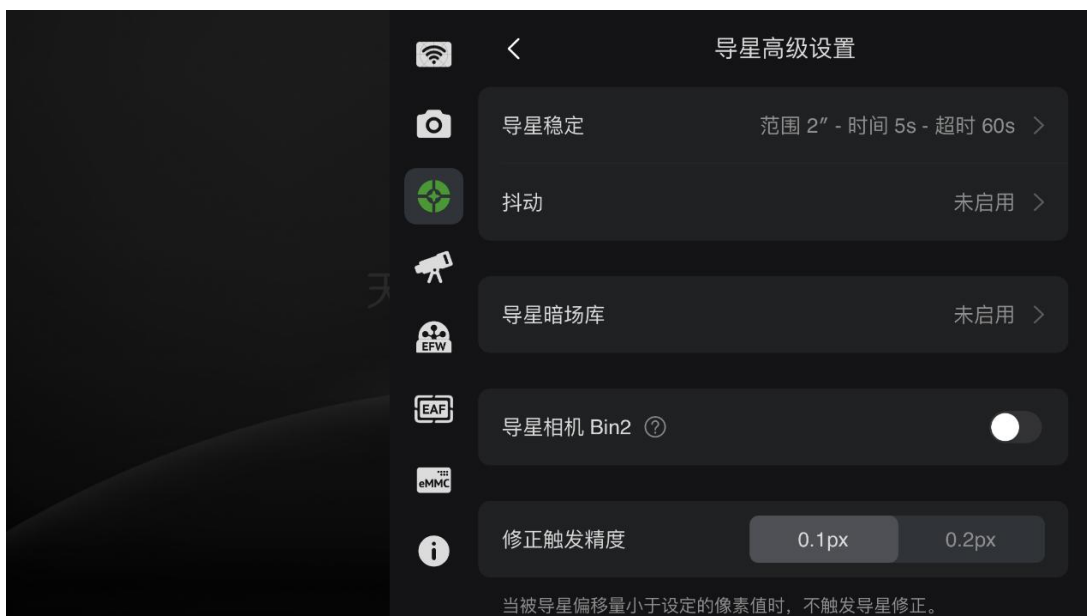 导星高级设置
导星稳定 范围 2″ - 时间 5s - 超时 60s
抖动 未启用
天
导星暗场库 未启用
EFW
EAF
导星相机 Bin2 ?
eMMC
修正触发精度 0.1px 0.2px
当被导星偏移量小于设定的像素值时，不触发导星修正。